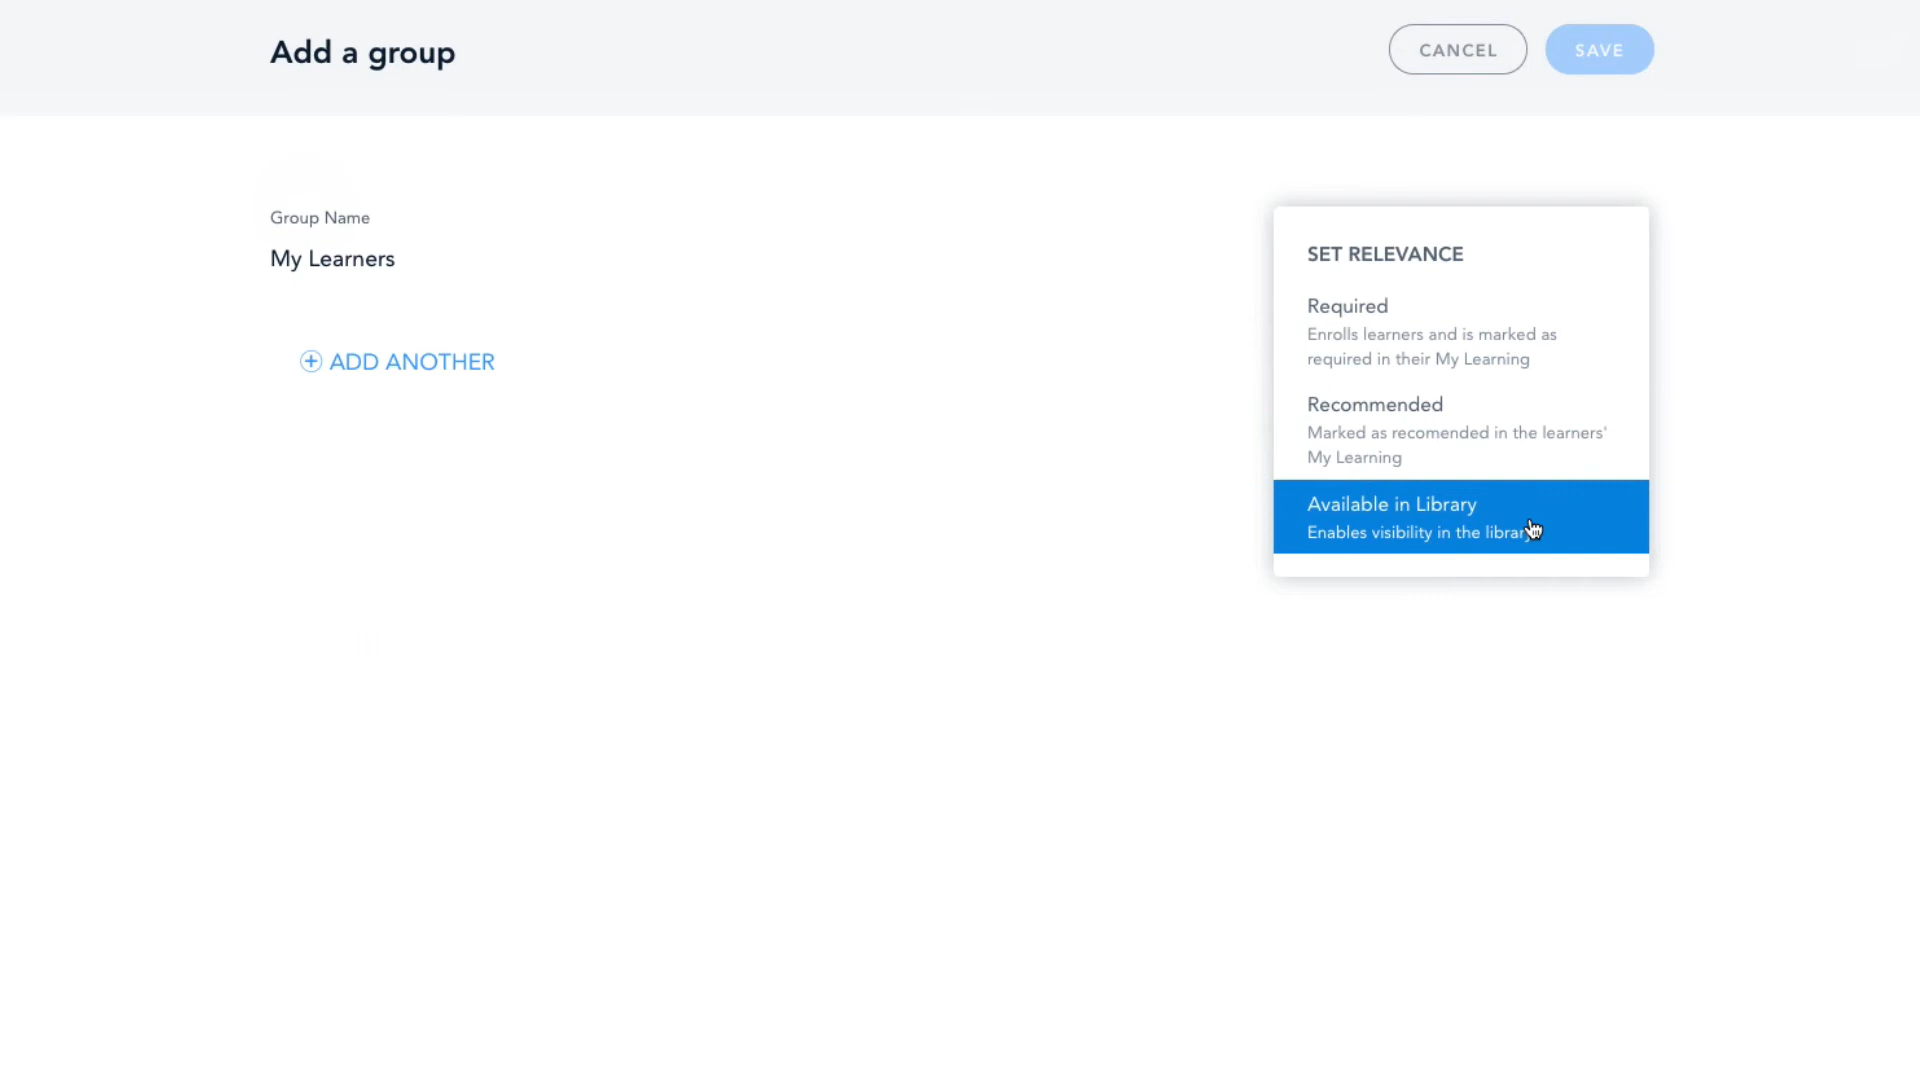 Add a group
CANCEL
SAVE
Group Name
My Learners
ADD ANOTHER
SET RELEVANCE
Required
Enrolls learners and is marked as
required in their My Learning
Recommended
Marked as recomended in the learners'
My Learning
Available in Library
Enables visibility in the library